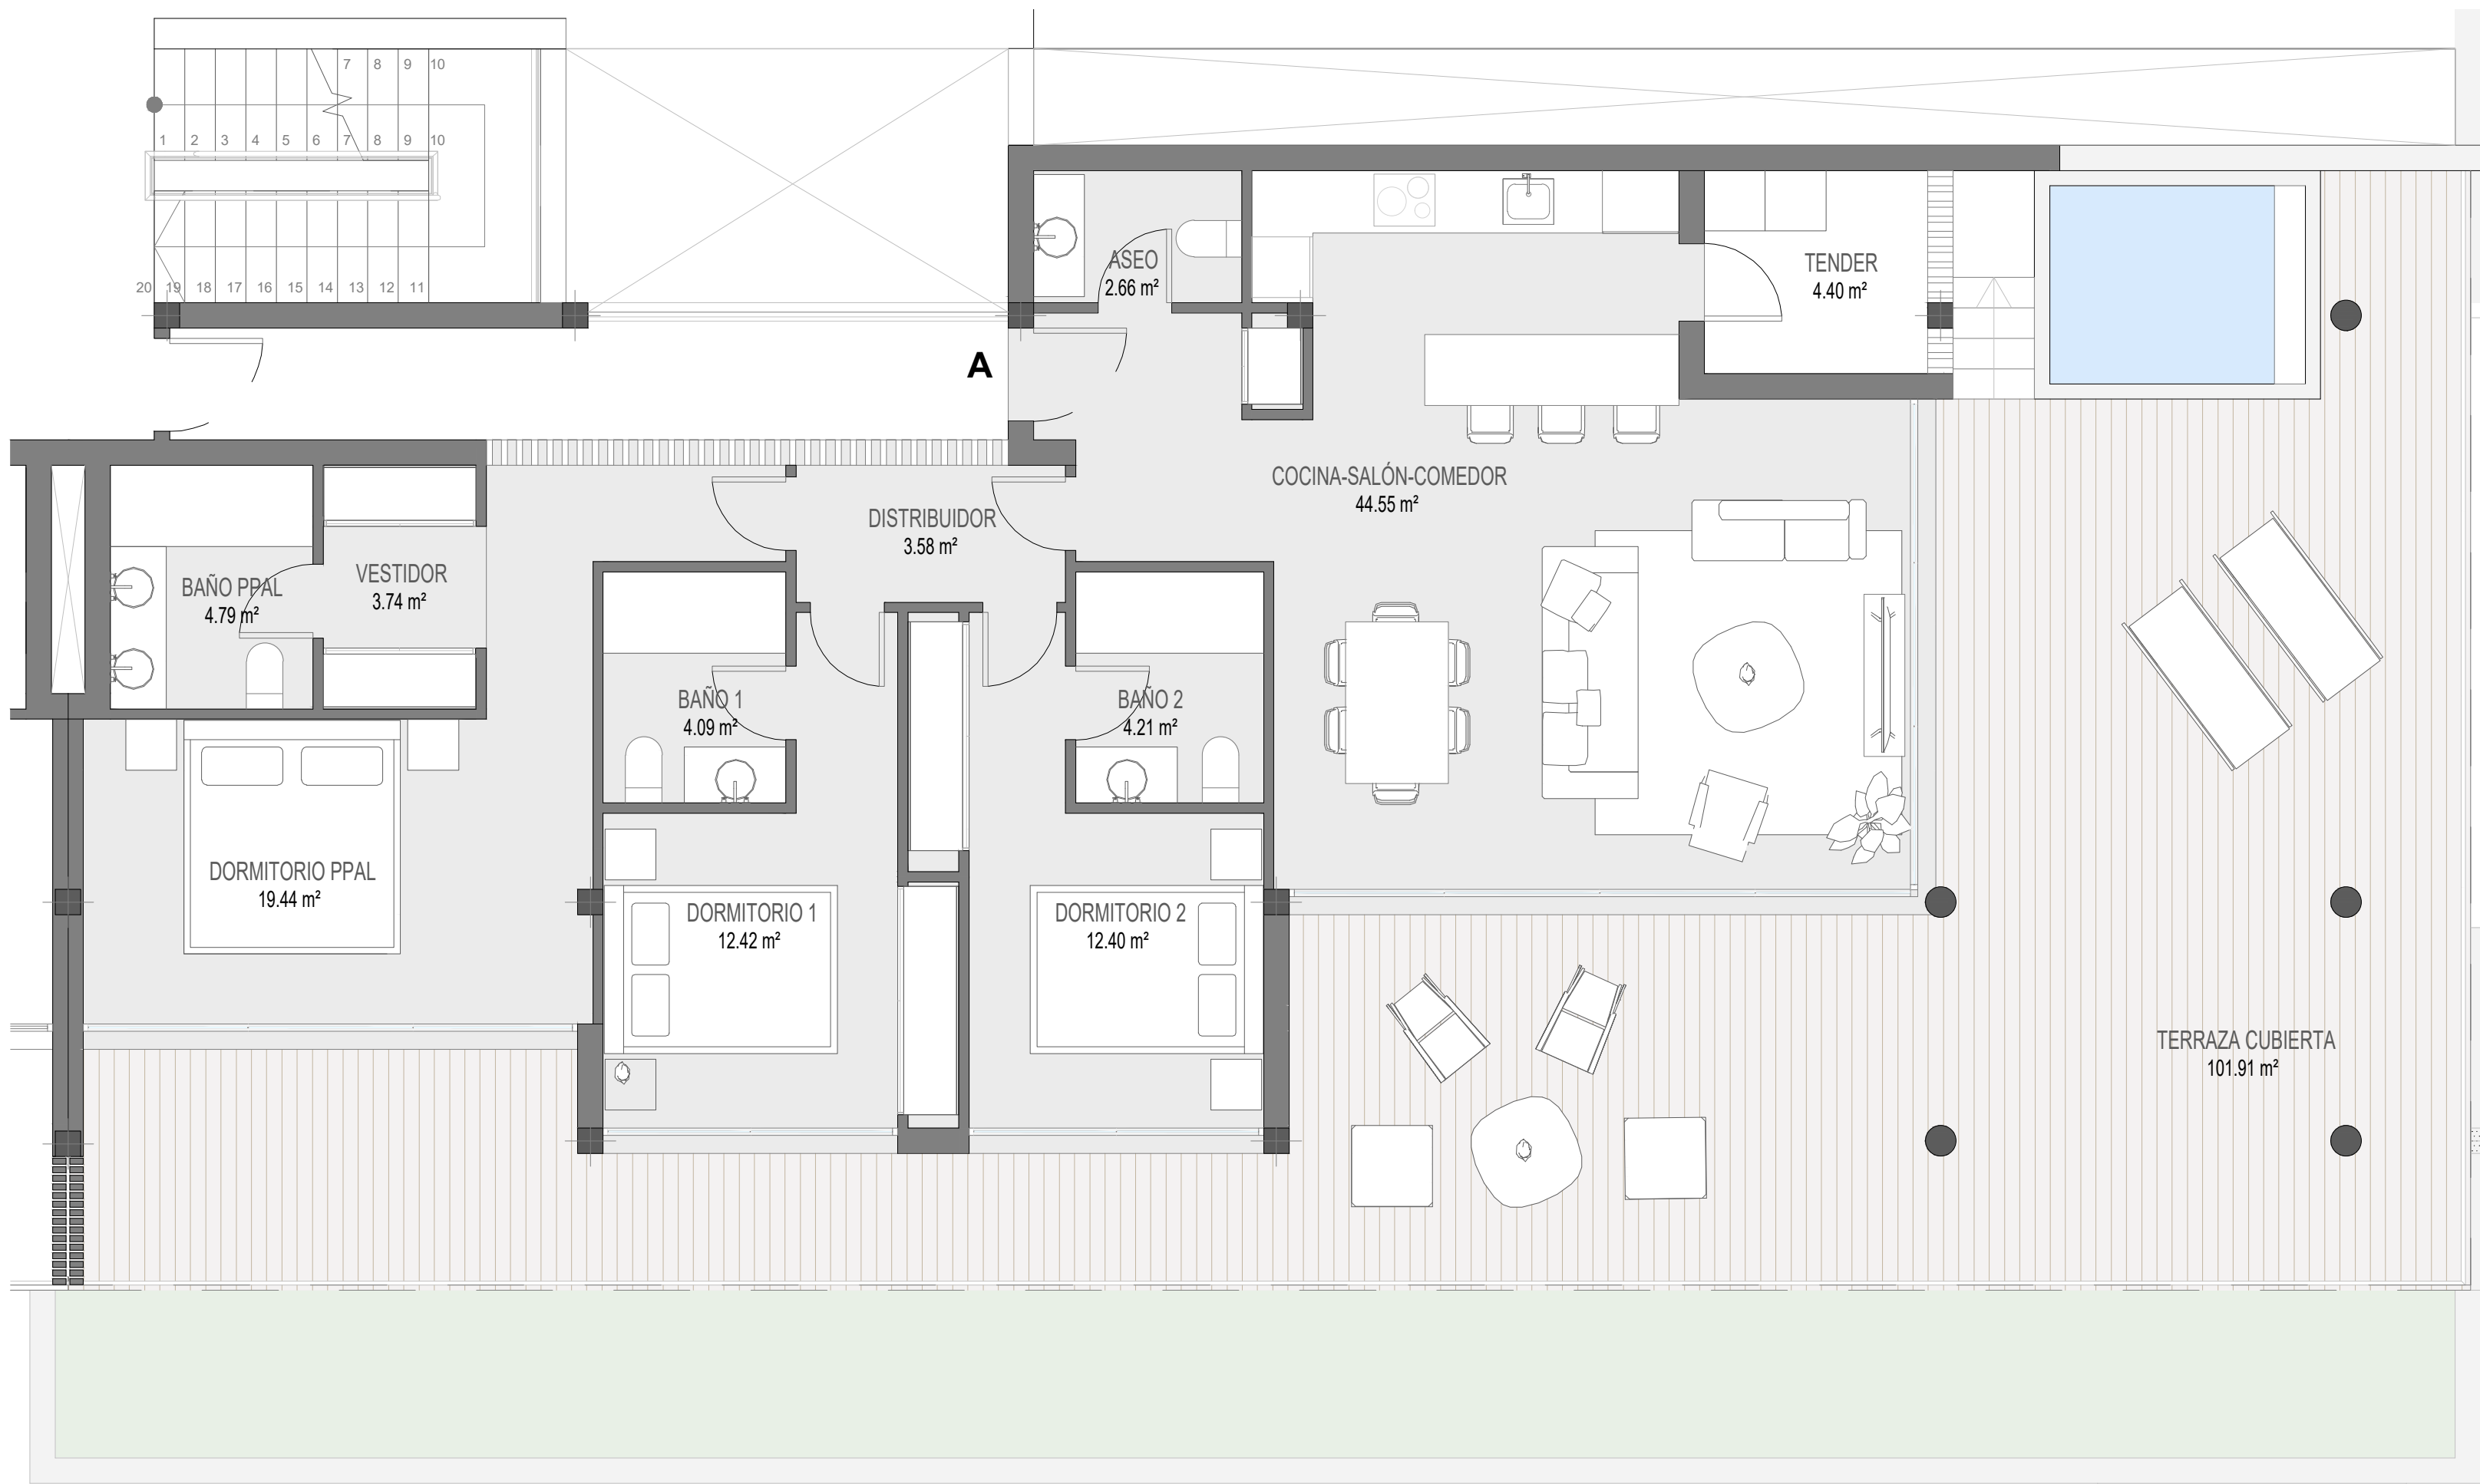 7 8 9 10
1 2 3 4 5 6 7 8 9 10
20 19 18 17 16 15 14 13 12 11
A
ASEO
2.66 m²
TENDER
4.40 m²
COCINA-SALÓN-COMEDOR
44.55 m²
DISTRIBUIDOR
3.58 m²
BAÑO PPAL
4.79 m²
VESTIDOR
3.74 m²
BAÑO 1
4.09 m²
BAÑO 2
4.21 m²
DORMITORIO PPAL
19.44 m²
DORMITORIO 1
12.42 m²
DORMITORIO 2
12.40 m²
TERRAZA CUBIERTA
101.91 m²